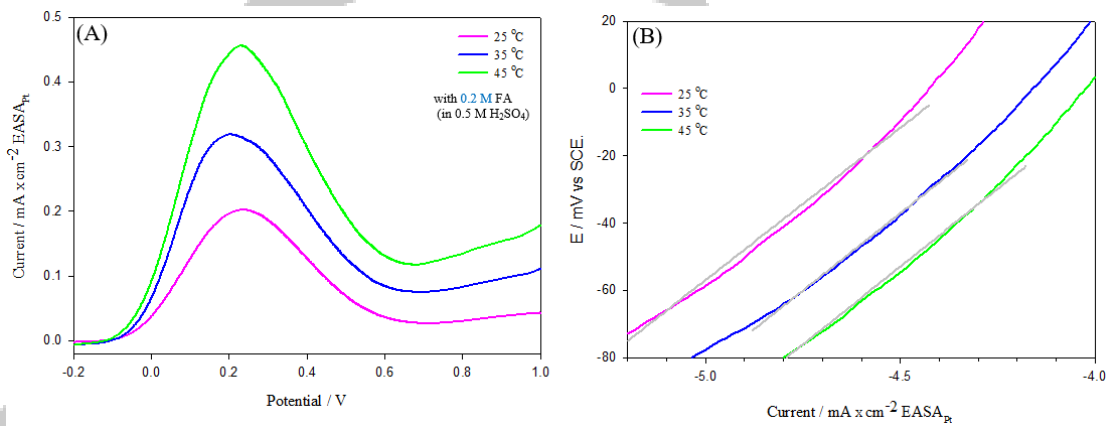 (A)
0.5
0.4
0.3
0.2
0.1
0.0
Current / mA x cm⁻² EASA_Pt
25 °C
35 °C
45 °C
with 0.2 M FA
(in 0.5 M H₂SO₄)
-0.2 0.0 0.2 0.4 0.6 0.8 1.0
Potential / V
(B)
20
0
-20
-40
-60
-80
E / mV vs SCE.
25 °C
35 °C
45 °C
-5.0 -4.5 -4.0
Current / mA x cm⁻² EASA_Pt